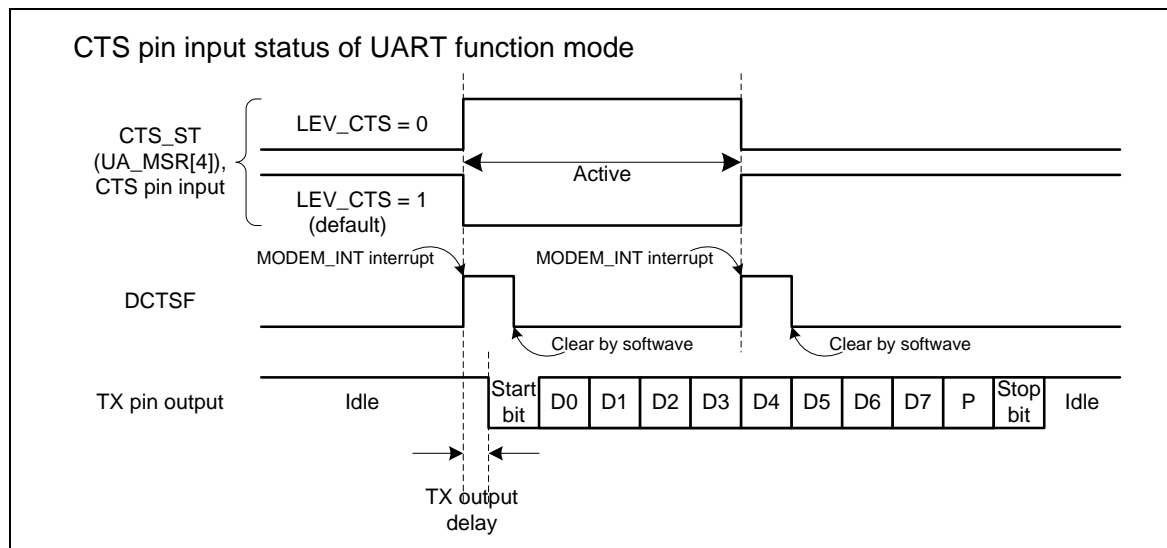 CTS pin input status of UART function mode
CTS_ST
(UA_MSR[4]),
CTS pin input
LEV_CTS = 0
Active
LEV_CTS = 1
(default)
MODEM_INT interrupt
MODEM_INT interrupt
DCTSF
Clear by softwave
Clear by softwave
TX pin output
Idle
Start
bit
D0
D1
D2
D3
D4
D5
D6
D7
P
Stop
bit
Idle
TX output
delay